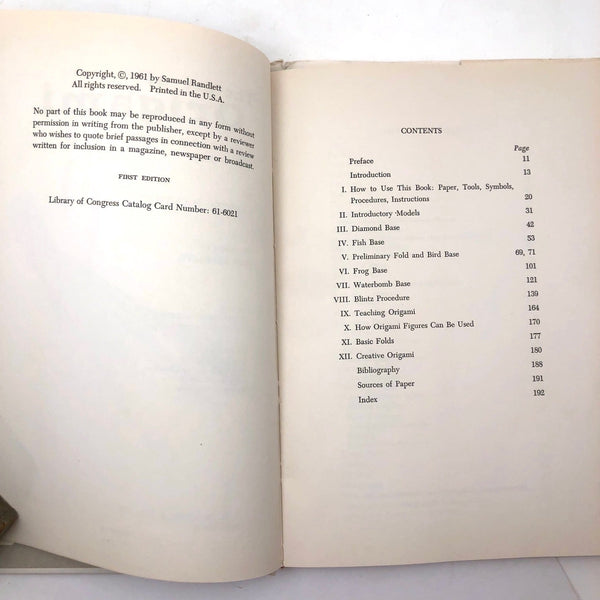 Copyright, ©, 1961 by Samuel Randlett
All rights reserved. Printed in the U.S.A.
No part of this book may be reproduced in any form without
permission in writing from the publisher, except by a reviewer
who wishes to quote brief passages in connection with a review
written for inclusion in a magazine, newspaper or broadcast.
FIRST EDITION
Library of Congress Catalog Card Number: 61-6021
CONTENTS
Page
Preface 11
Introduction 13
I. How to Use This Book: Paper, Tools, Symbols,
Procedures, Instructions 20
II. Introductory Models 31
III. Diamond Base 42
IV. Fish Base 53
V. Preliminary Fold and Bird Base 69, 71
VI. Frog Base 101
VII. Waterbomb Base 121
VIII. Blintz Procedure 139
IX. Teaching Origami 164
X. How Origami Figures Can Be Used 170
XI. Basic Folds 177
XII. Creative Origami 180
Bibliography 188
Sources of Paper 191
Index 192